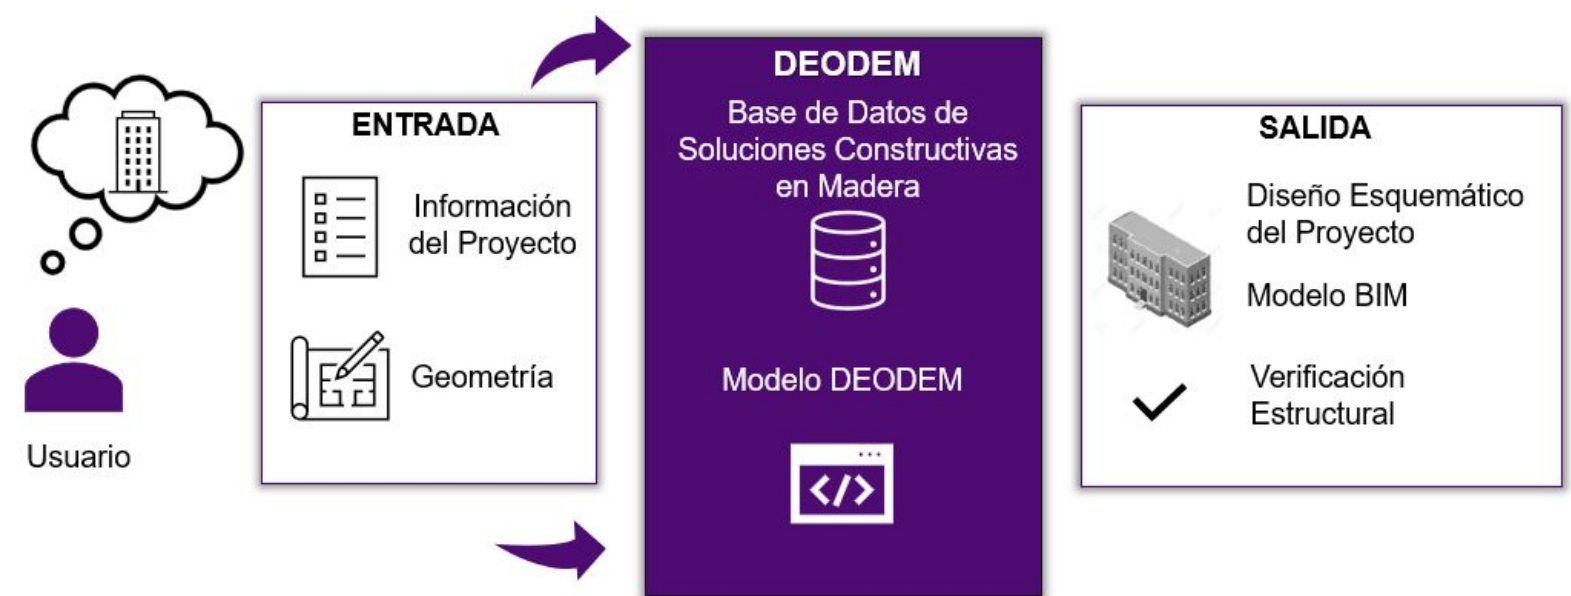 Usuario
ENTRADA
Información
del Proyecto
Geometría
DEODEM
Base de Datos de
Soluciones Constructivas
en Madera
Modelo DEODEM
</>
SALIDA
Diseño Esquemático
del Proyecto
Modelo BIM
Verificación
Estructural